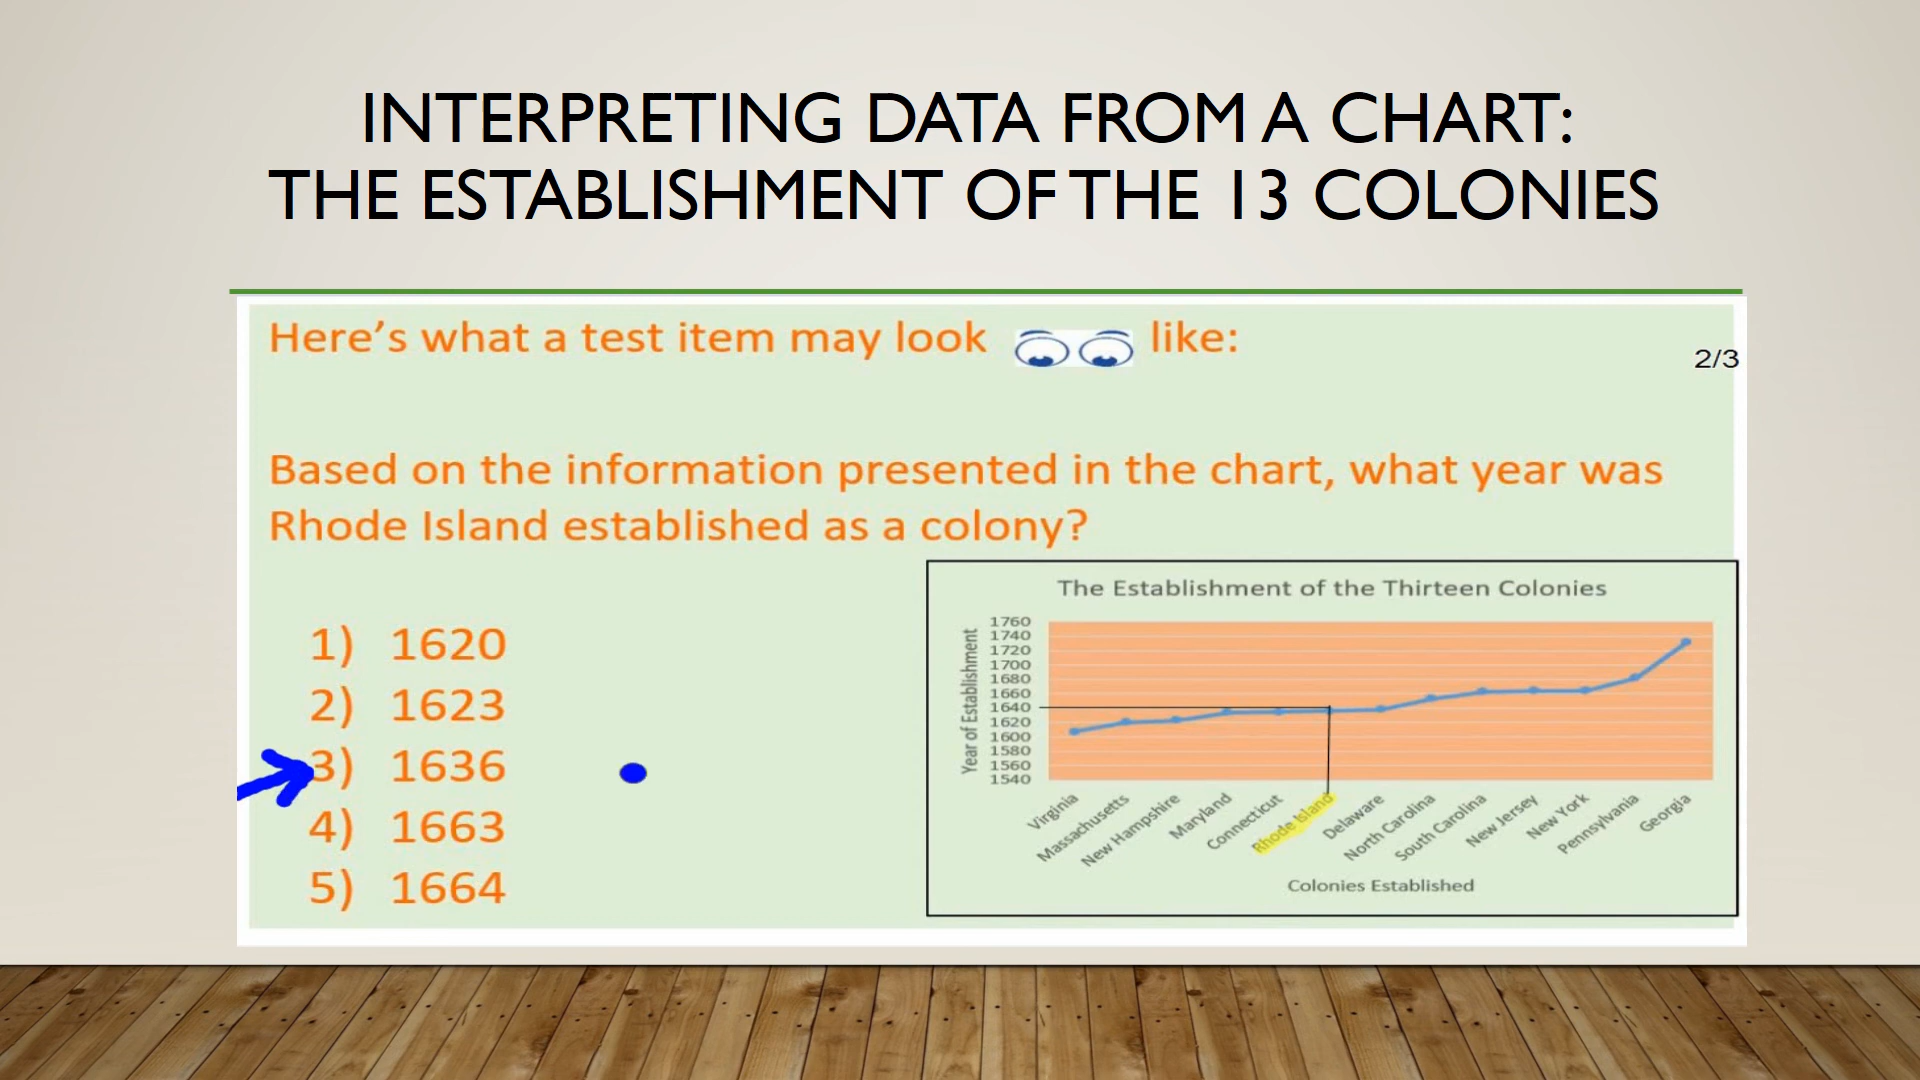 INTERPRETING DATA FROM A CHART:
THE ESTABLISHMENT OF THE 13 COLONIES
Here's what a test item may look like:
2/3
Based on the information presented in the chart, what year was
Rhode Island established as a colony?
1) 1620
2) 1623
3) 1636
4) 1663
5) 1664
The Establishment of the Thirteen Colonies
Year of Establishment
1760
1740
1720
1700
1680
1660
1640
1620
1600
1580
1560
1540
Virginia
Massachusetts
New Hampshire
Maryland
Connecticut
Rhode Island
Delaware
North Carolina
South Carolina
New Jersey
New York
Pennsylvania
Georgia
Colonies Established